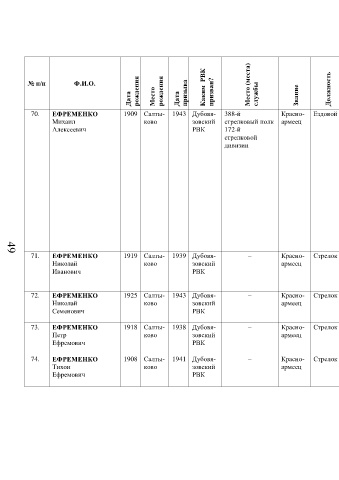 № п/п
Ф.И.О.
Дата
рождения
Место
рождения
Дата
призыва
Каким РВК
призван?
Место (места)
службы
Звание
Должность
70.
ЕФРЕМЕНКО
Михаил
Алексеевич
1909
Салты-
ково
1943
Дубовя-
зовский
РВК
388-й
стрелковый полк
172-й
стрелковой
дивизии
Красно-
армеец
Ездовой
71.
ЕФРЕМЕНКО
Николай
Иванович
1919
Салты-
ково
1939
Дубовя-
зовский
РВК
–
Красно-
армеец
Стрелок
72.
ЕФРЕМЕНКО
Николай
Семенович
1925
Салты-
ково
1943
Дубовя-
зовский
РВК
–
Красно-
армеец
Стрелок
73.
ЕФРЕМЕНКО
Петр
Ефремович
1918
Салты-
ково
1938
Дубовя-
зовский
РВК
–
Красно-
армеец
Стрелок
74.
ЕФРЕМЕНКО
Тихон
Ефремович
1908
Салты-
ково
1941
Дубовя-
зовский
РВК
–
Красно-
армеец
Стрелок
49